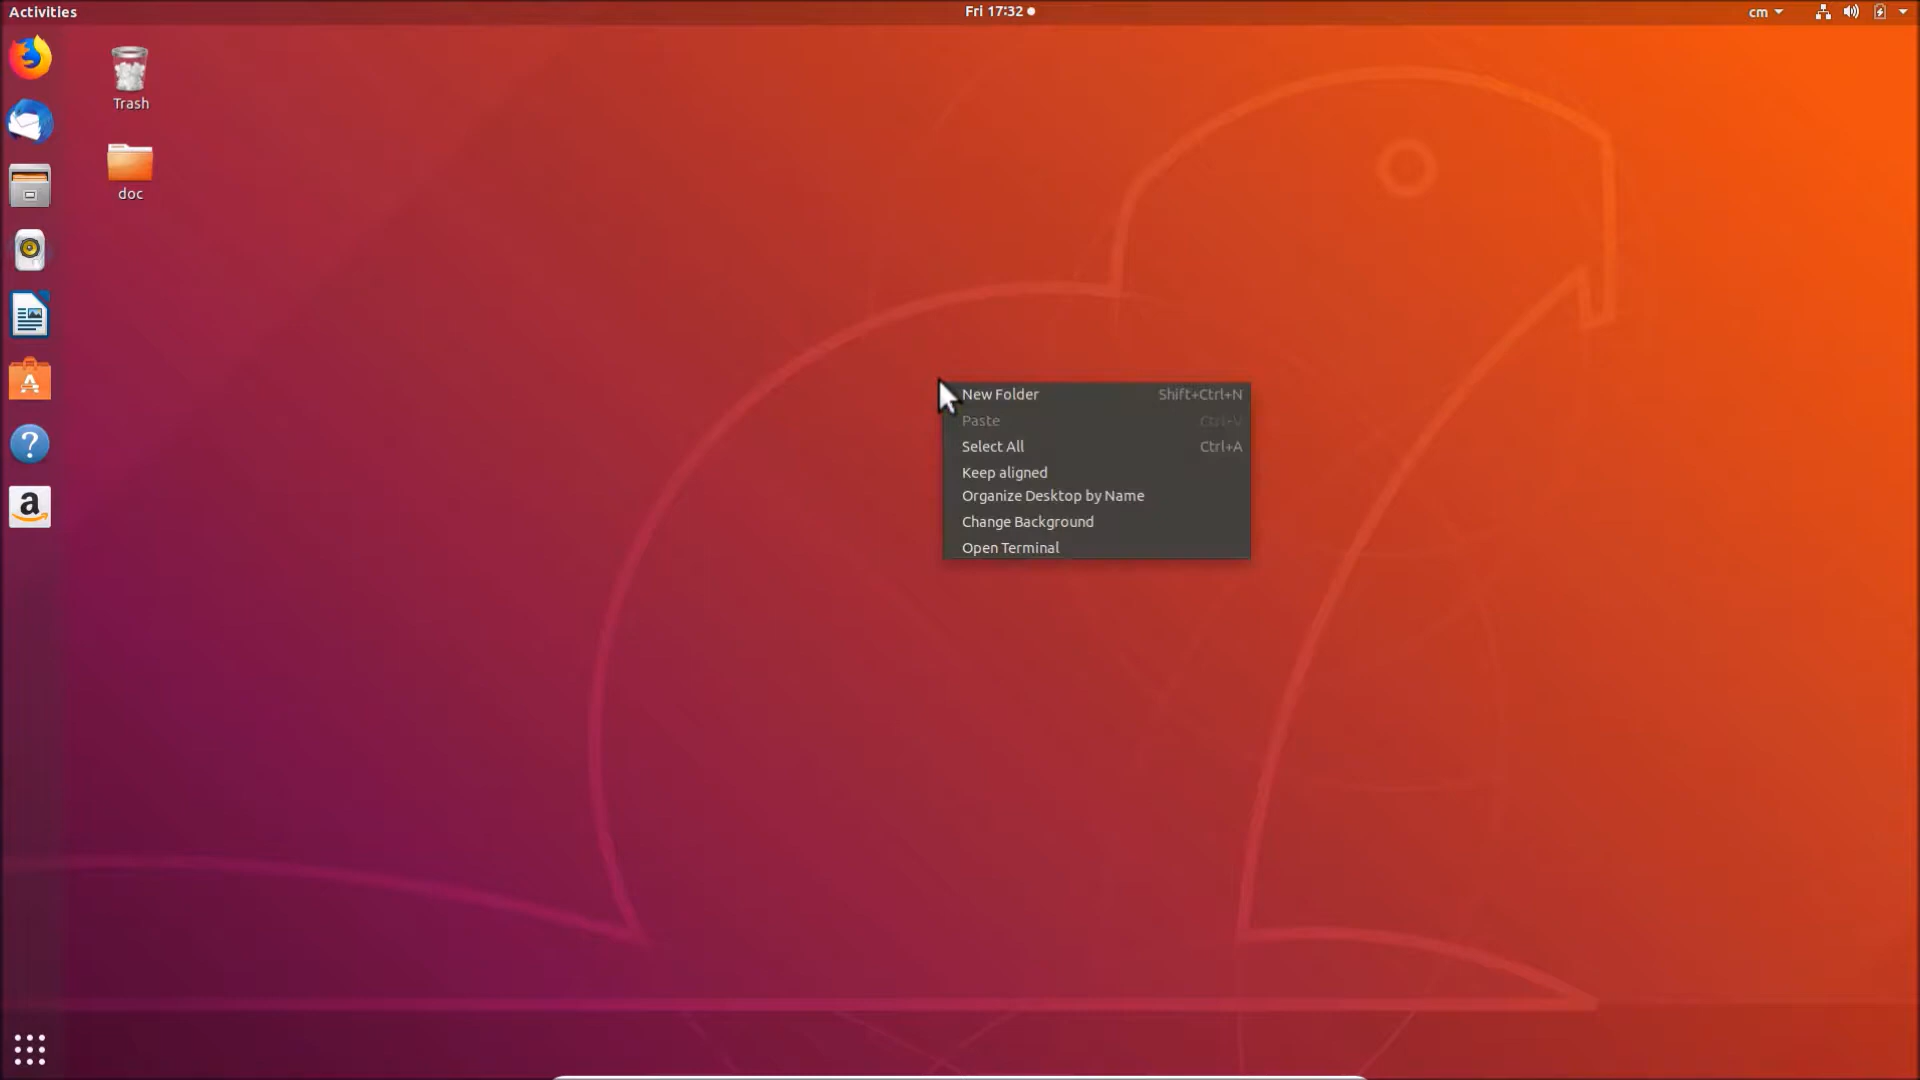 Activities
Fri 17:32
cm
Trash
doc
New Folder Shift+Ctrl+N
Paste Ctrl+V
Select All Ctrl+A
Keep aligned
Organize Desktop by Name
Change Background
Open Terminal